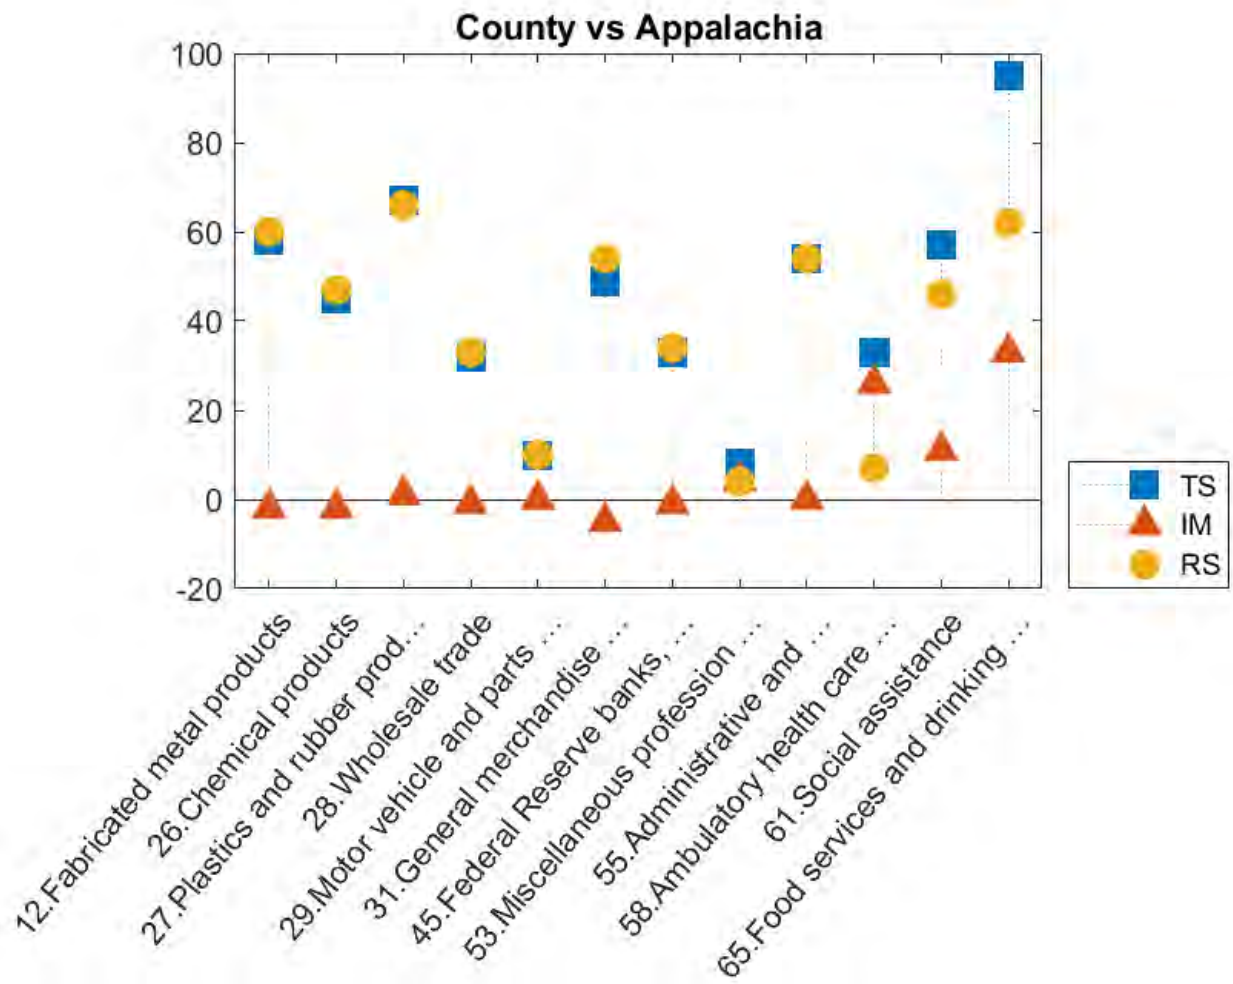 County vs Appalachia
100
80
60
40
20
0
-20
TS
IM
RS
12.Fabricated metal products
26.Chemical products
27.Plastics and rubber prod...
28.Wholesale trade
29.Motor vehicle and parts ...
31.General merchandise ...
45.Federal Reserve banks, ...
53.Miscellaneous profession ...
55.Administrative and ...
58.Ambulatory health care ...
61.Social assistance
65.Food services and drinking ...